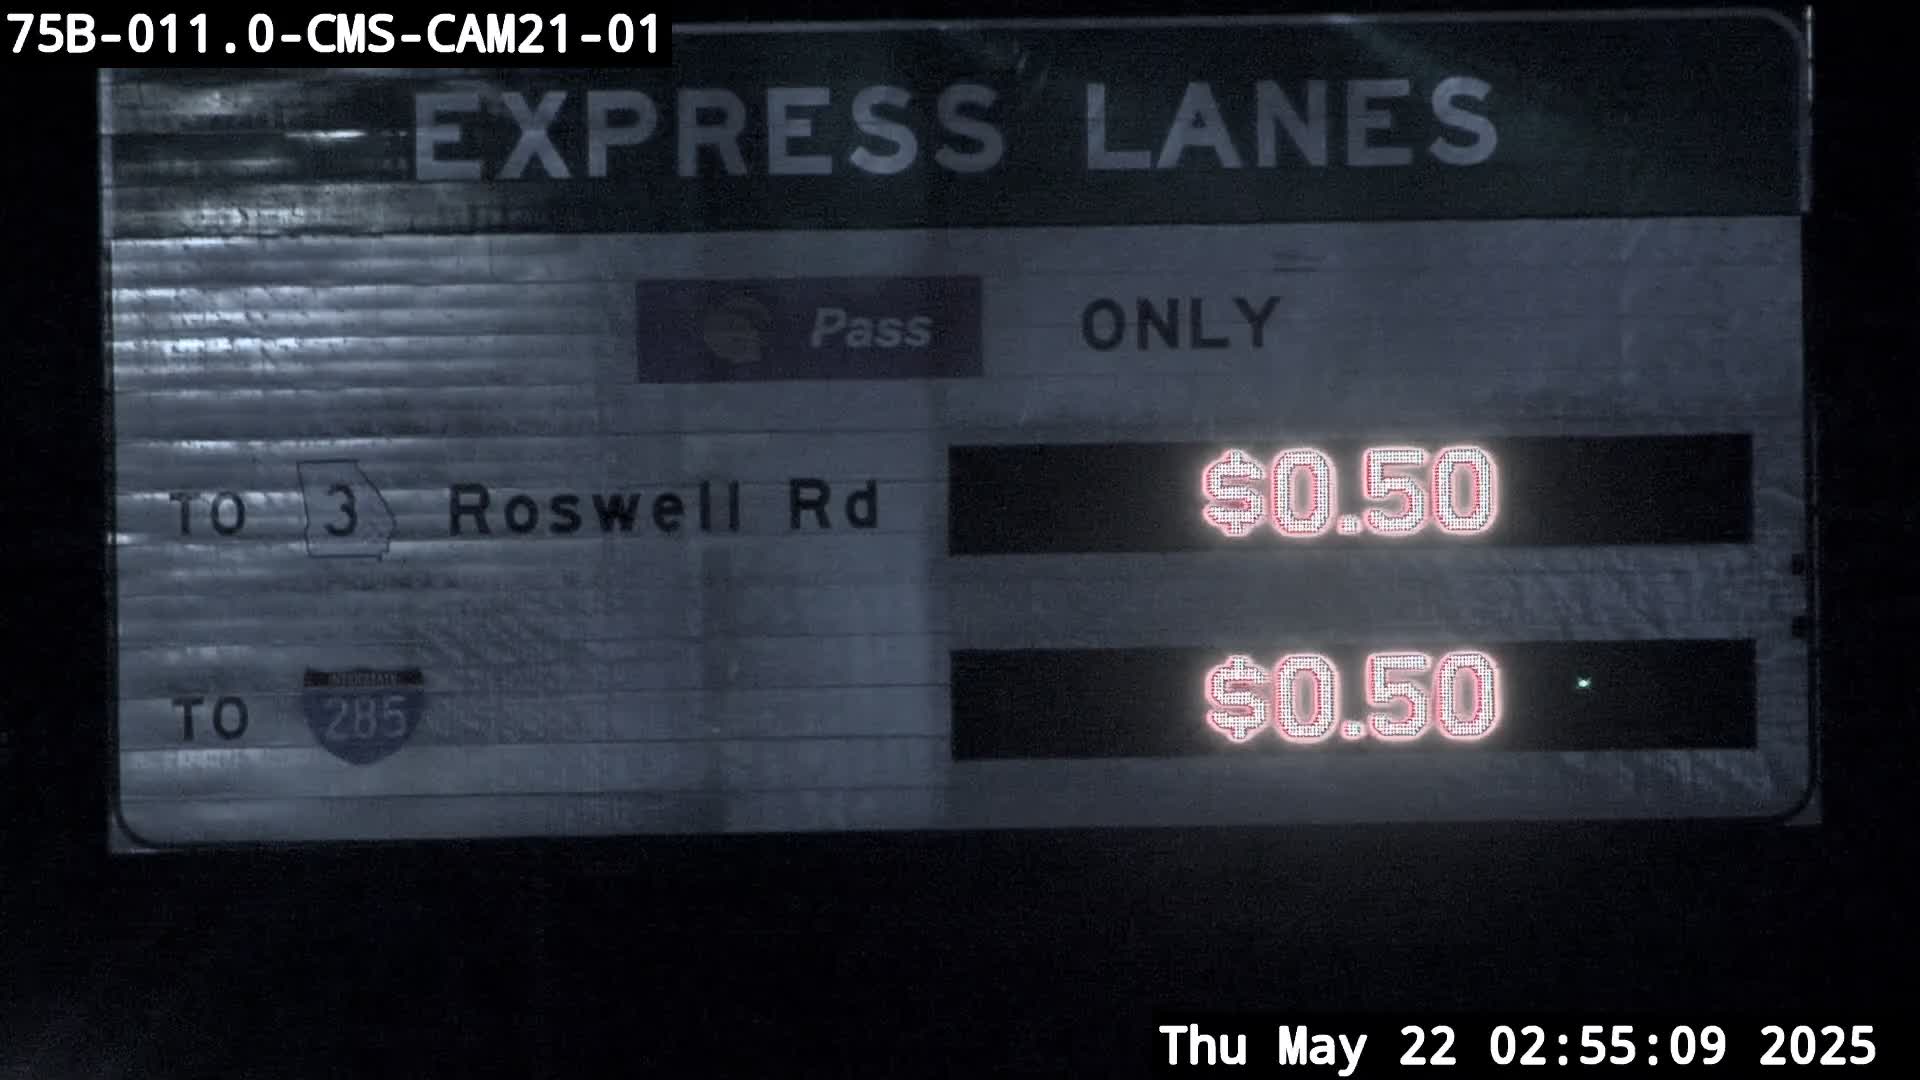 75B-011.0-CMS-CAM21-01
EXPRESS LANES
Pass ONLY
TO 3 Roswell Rd $0.50
INTERSTATE
TO 285 $0.50
Thu May 22 02:55:09 2025